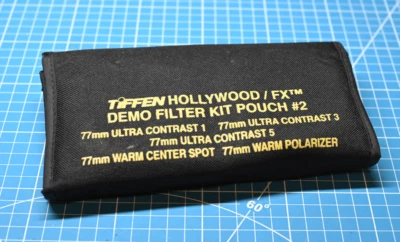 TIFFEN HOLLYWOOD / FX™
DEMO FILTER KIT POUCH #2
77mm ULTRA CONTRAST 1 77mm ULTRA CONTRAST 3
77mm ULTRA CONTRAST 5
77mm WARM CENTER SPOT 77mm WARM POLARIZER
60°